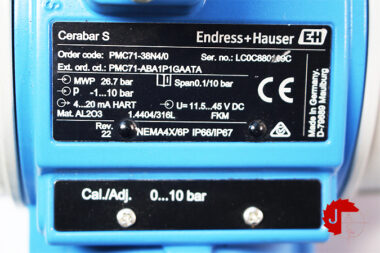 Cerabar S
Endress+Hauser EH
Order code: PMC71-38N4/0
Ser. no.: LC0C880109C
Ext. ord. cd.: PMC71-ABA1P1GAATA
MWP 26.7 bar
Span0.1/10 bar
P -1...10 bar
4...20 mA HART
U= 11.5...45 V DC
Mat. AL2O3 1.4404/316L FKM
Rev. 22
NEMA4X/6P IP66/IP67
Made in Germany,
D-79689 Maulburg
Cal./Adj. 0...10 bar